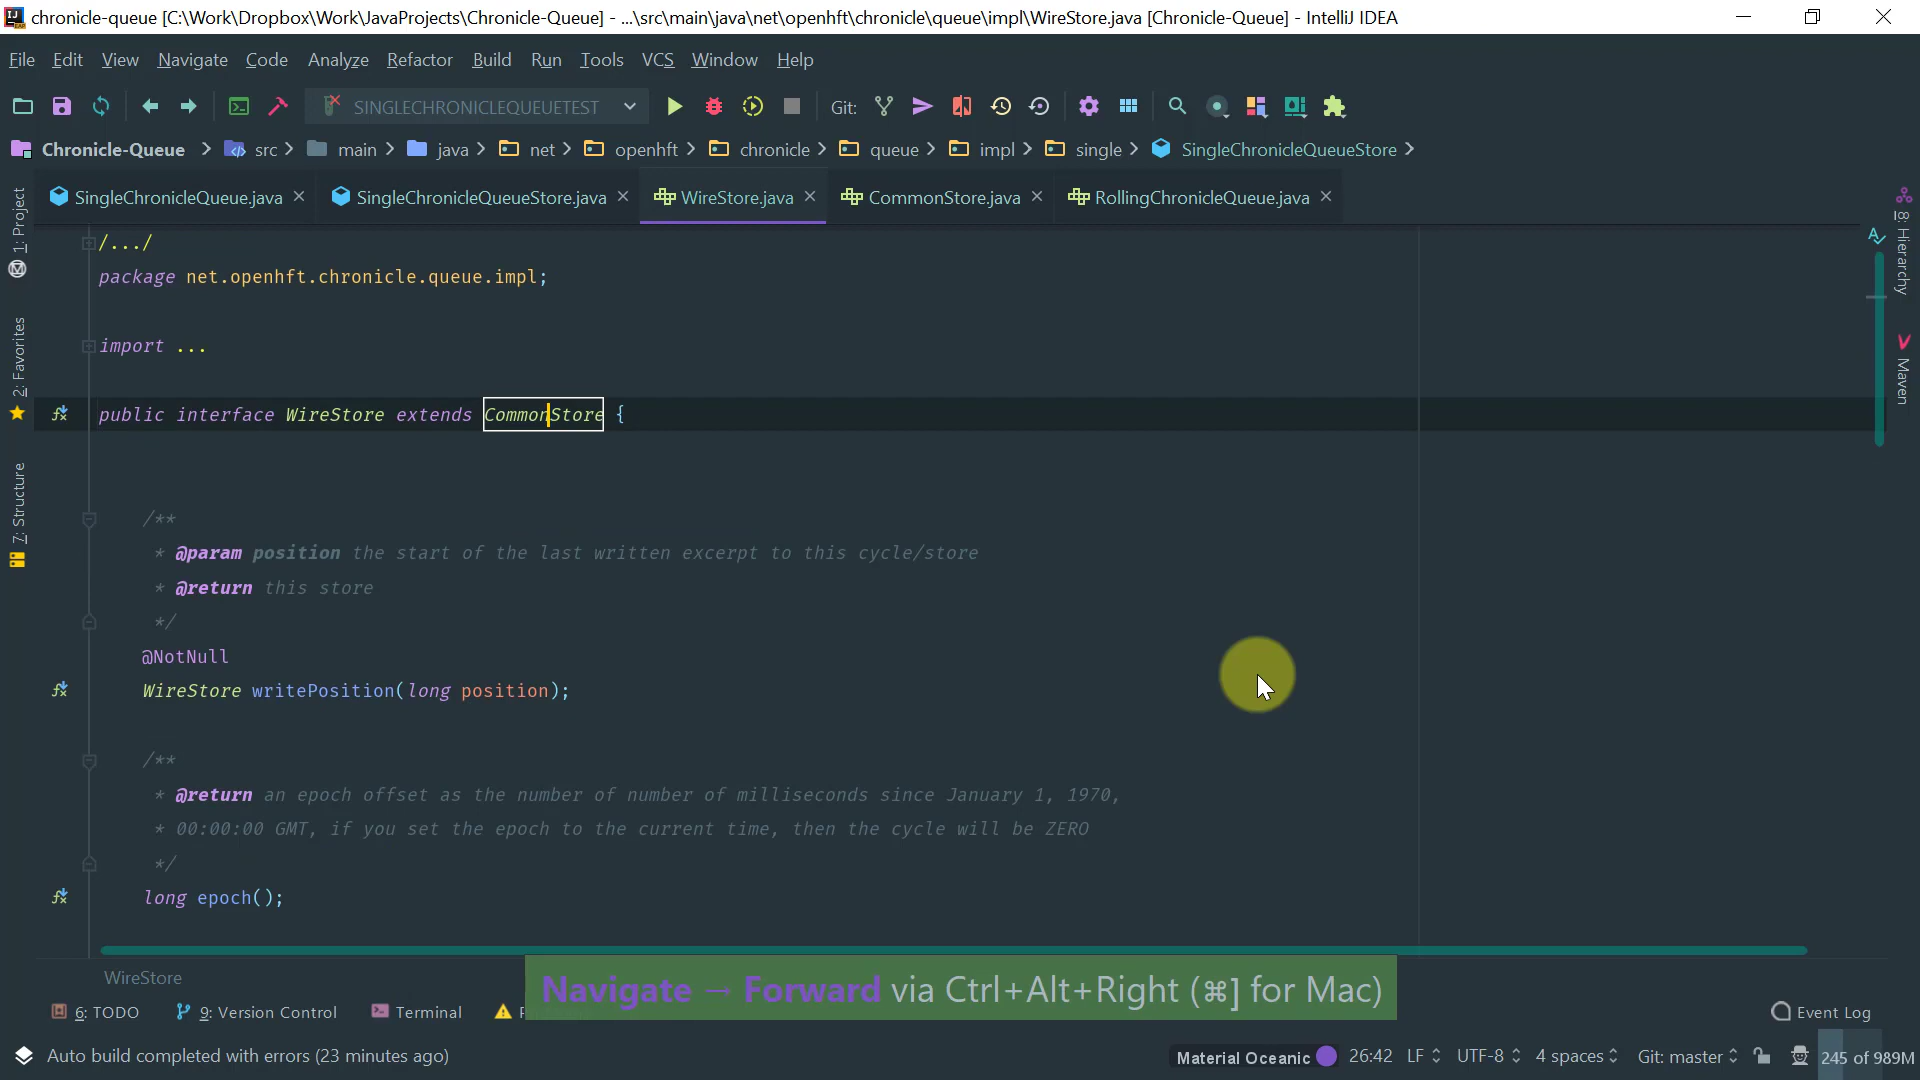 chronicle-queue [C:\Work\Dropbox\Work\JavaProjects\Chronicle-Queue] - ...\src\main\java\net\openhft\chronicle\queue\impl\WireStore.java [Chronicle-Queue] - IntelliJ IDEA
File Edit View Navigate Code Analyze Refactor Build Run Tools VCS Window Help
SINGLECHRONICLEQUEUETEST Git:
Chronicle-Queue src main java net openhft chronicle queue impl single SingleChronicleQueueStore
SingleChronicleQueue.java SingleChronicleQueueStore.java WireStore.java CommonStore.java RollingChronicleQueue.java
1: Project
2: Favorites
7: Structure
8: Hierarchy
Maven
/.../
package net.openhft.chronicle.queue.impl;
import ...
public interface WireStore extends CommonStore {
/**
* @param position the start of the last written excerpt to this cycle/store
* @return this store
*/
@NotNull
WireStore writePosition(long position);
/**
* @return an epoch offset as the number of number of milliseconds since January 1, 1970,
* 00:00:00 GMT, if you set the epoch to the current time, then the cycle will be ZERO
*/
long epoch();
WireStore
Navigate → Forward via Ctrl+Alt+Right (⌘] for Mac)
6: TODO 9: Version Control Terminal Event Log
Auto build completed with errors (23 minutes ago) Material Oceanic 26:42 LF UTF-8 4 spaces Git: master 245 of 989M